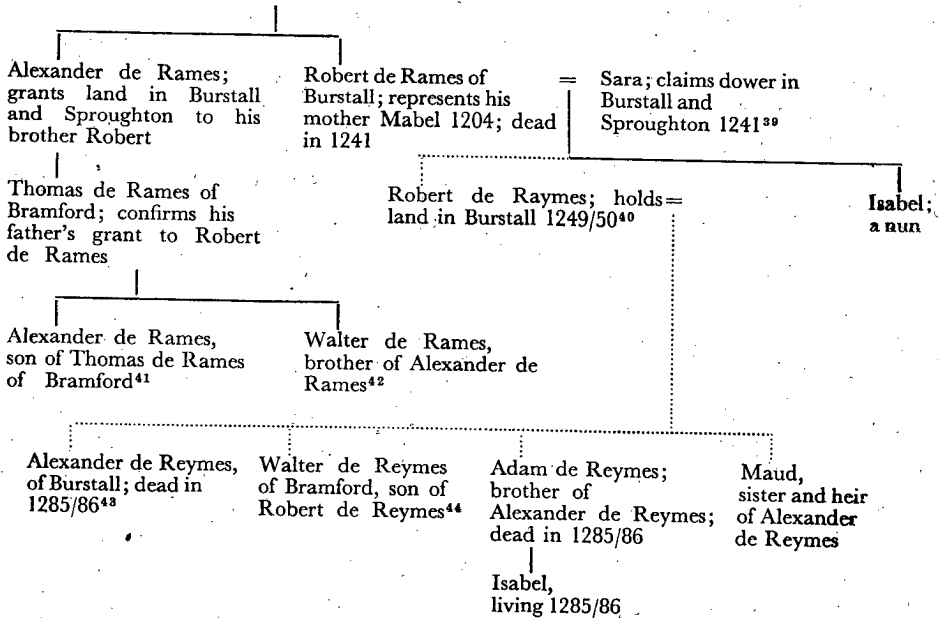 Alexander de Rames;
grants land in Burstall
and Sproughton to his
brother Robert
Robert de Rames of
Burstall; represents his
mother Mabel 1204; dead
in 1241
=
Sara; claims dower in
Burstall and
Sproughton 1241³⁹
Thomas de Rames of
Bramford; confirms his
father's grant to Robert
de Rames
Robert de Raymes; holds=
land in Burstall 1249/50⁴⁰
Isabel;
a nun
Alexander de Rames,
son of Thomas de Rames
of Bramford⁴¹
Walter de Rames,
brother of Alexander de
Rames⁴²
Alexander de Reymes,
of Burstall; dead in
1285/86⁴³
Walter de Reymes
of Bramford, son of
Robert de Reymes⁴⁴
Adam de Reymes;
brother of
Alexander de Reymes;
dead in 1285/86
Maud,
sister and heir
of Alexander
de Reymes
Isabel,
living 1285/86